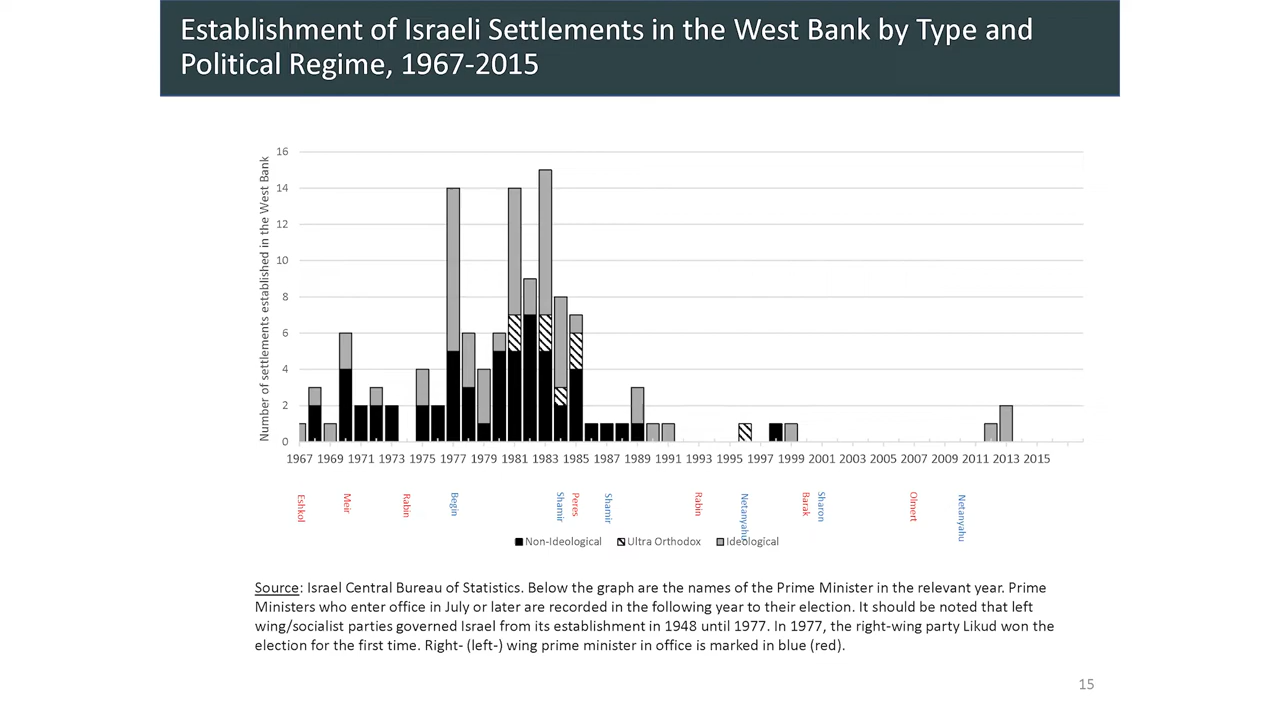 Establishment of Israeli Settlements in the West Bank by Type and
Political Regime, 1967-2015
Number of settlements established in the West Bank
16
14
12
10
8
6
4
2
0
1967 1969 1971 1973 1975 1977 1979 1981 1983 1985 1987 1989 1991 1993 1995 1997 1999 2001 2003 2005 2007 2009 2011 2013 2015
Eshkol
Meir
Rabin
Begin
Shamir
Peres
Shamir
Rabin
Netanyahu
Barak
Sharon
Olmert
Netanyahu
Non-Ideological Ultra Orthodox Ideological
Source: Israel Central Bureau of Statistics. Below the graph are the names of the Prime Minister in the relevant year. Prime
Ministers who enter office in July or later are recorded in the following year to their election. It should be noted that left
wing/socialist parties governed Israel from its establishment in 1948 until 1977. In 1977, the right-wing party Likud won the
election for the first time. Right- (left-) wing prime minister in office is marked in blue (red).
15